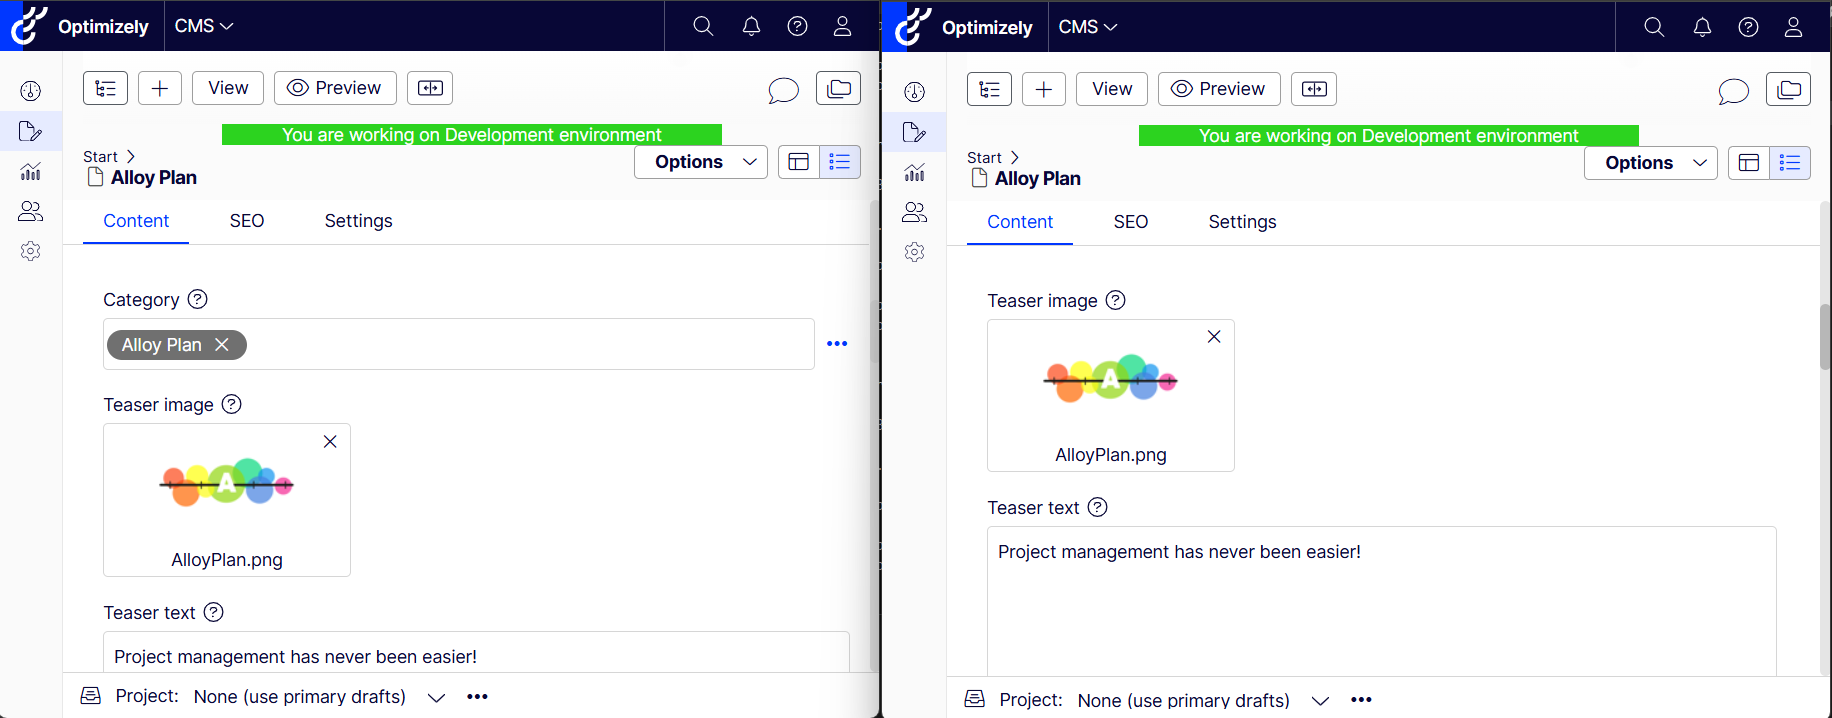 Optimizely
CMS
View
Preview
You are working on Development environment
Start
Alloy Plan
Options
Content
SEO
Settings
Category
Alloy Plan
Teaser image
A
AlloyPlan.png
Teaser text
Project management has never been easier!
Project:
None (use primary drafts)
Optimizely
CMS
View
Preview
You are working on Development environment
Start
Alloy Plan
Options
Content
SEO
Settings
Teaser image
A
AlloyPlan.png
Teaser text
Project management has never been easier!
Project:
None (use primary drafts)